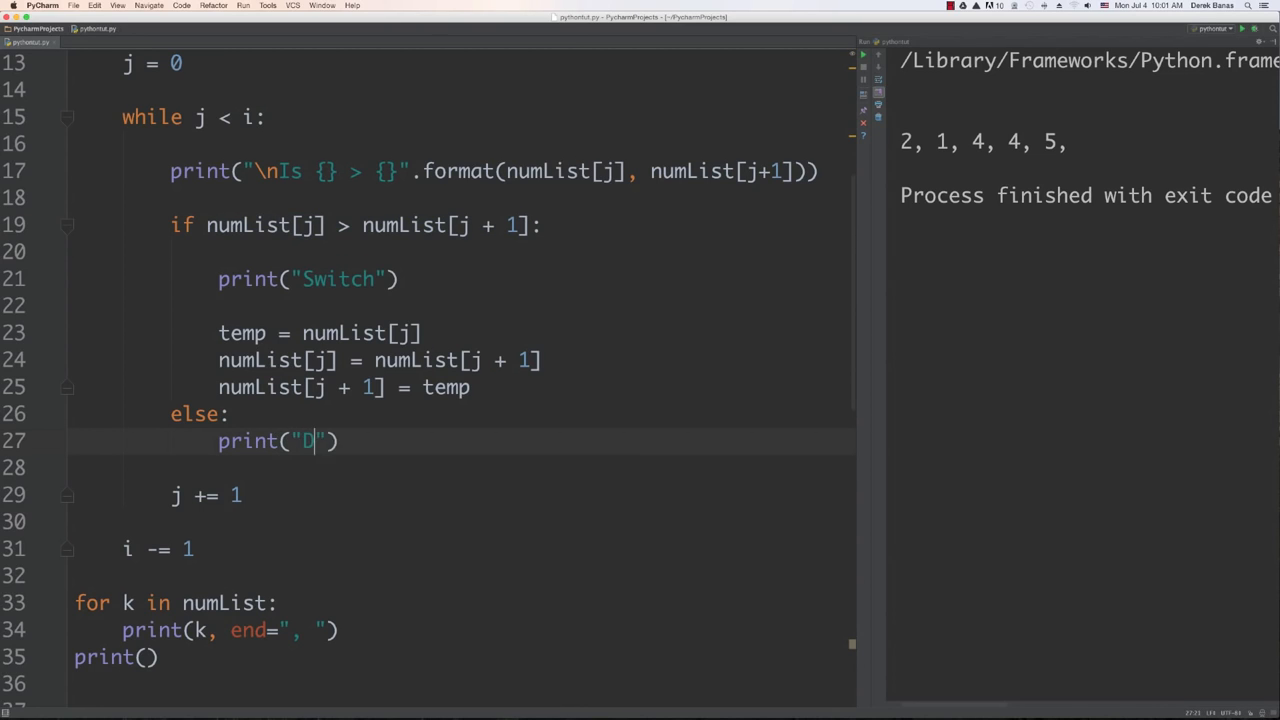 PyCharm File Edit View Navigate Code Refactor Run Tools VCS Window Help
10 Mon Jul 4 10:01 AM Derek Banas
pythontut.py - PycharmProjects - [~/PycharmProjects]
PycharmProjects pythontut.py
pythontut
pythontut.py
Run: pythontut
13 j = 0
14
15 while j < i:
16
17 print("\nIs {} > {}".format(numList[j], numList[j+1]))
18
19 if numList[j] > numList[j + 1]:
20
21 print("Switch")
22
23 temp = numList[j]
24 numList[j] = numList[j + 1]
25 numList[j + 1] = temp
26 else:
27 print("D")
28
29 j += 1
30
31 i -= 1
32
33 for k in numList:
34 print(k, end=", ")
35 print()
36
/Library/Frameworks/Python.frame
2, 1, 4, 4, 5,
Process finished with exit code